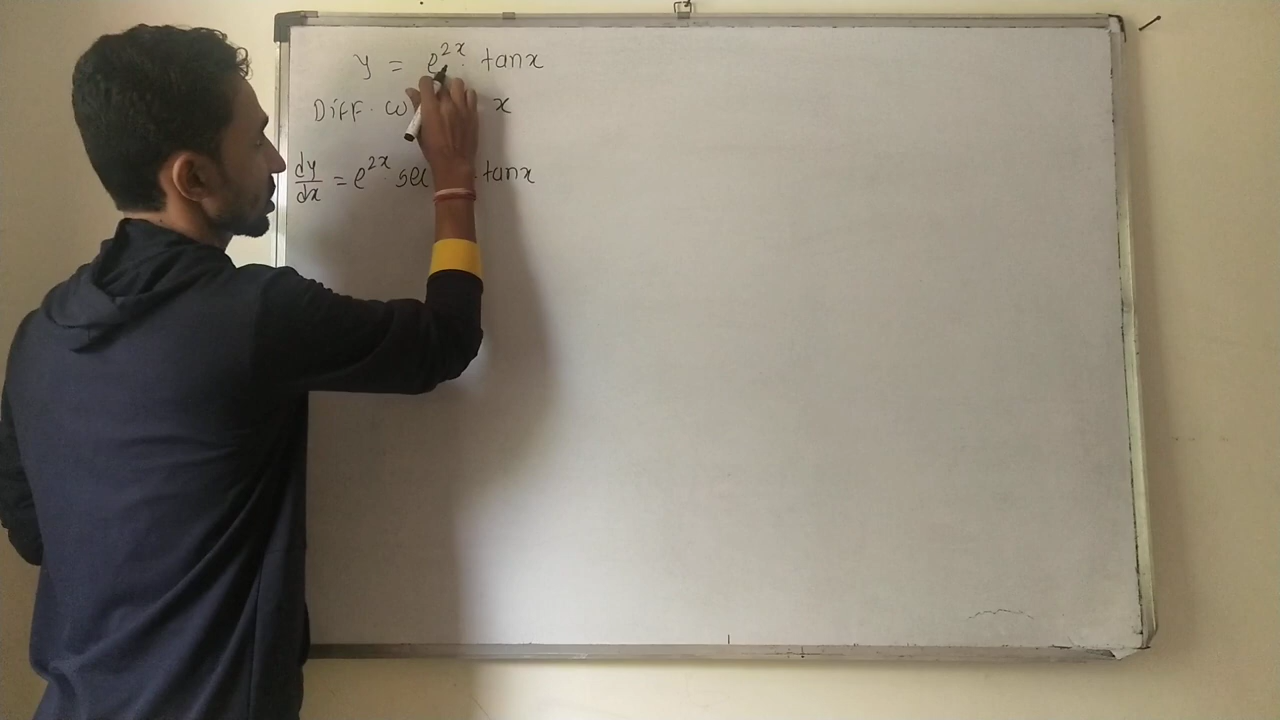 y = e^{2x} · tanx
Diff. w x
dy/dx = e^{2x} · sec tanx